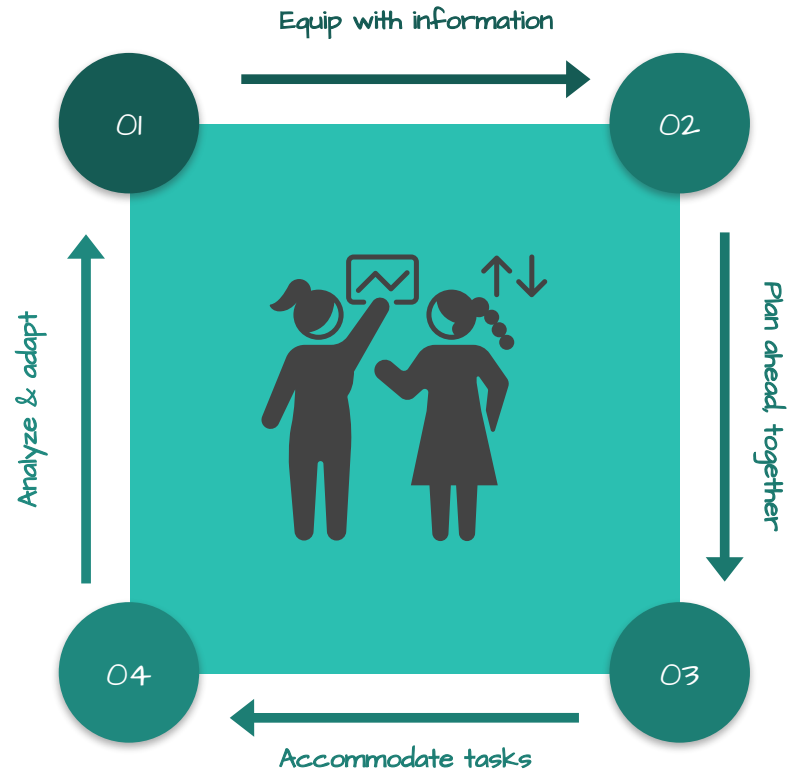 Equip with information
01
02
Plan ahead, together
Analyze & adapt
04
03
Accommodate tasks